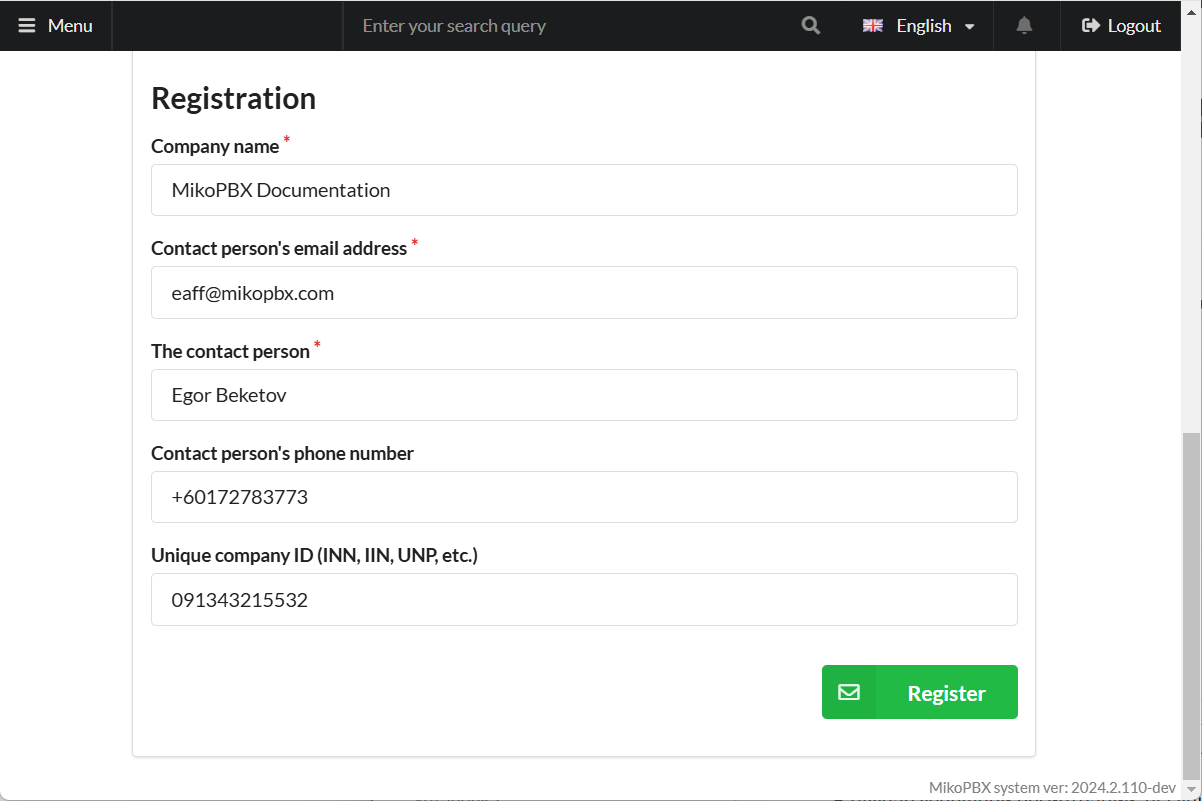 Menu
Enter your search query
English
Logout
Registration
Company name *
MikoPBX Documentation
Contact person's email address *
eaff@mikopbx.com
The contact person *
Egor Beketov
Contact person's phone number
+60172783773
Unique company ID (INN, IIN, UNP, etc.)
091343215532
Register
MikoPBX system ver: 2024.2.110-dev